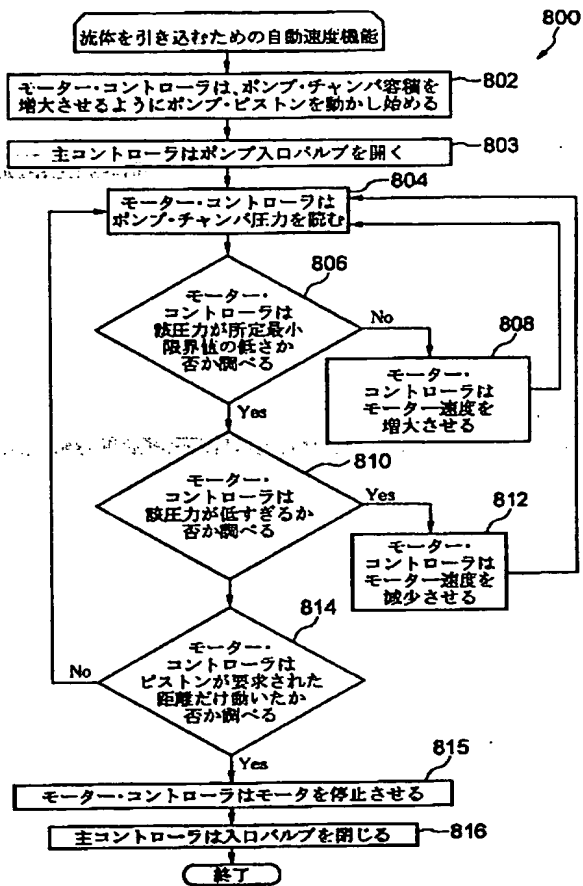 800
流体を引き込むための自動速度機能
802
モーター・コントローラは、ポンプ・チャンバ容積を
増大させるようにポンプ・ピストンを動かし始める
803
主コントローラはポンプ入口バルブを開く
804
モーター・コントローラは
ポンプ・チャンバ圧力を読む
806
モーター・
コントローラは
該圧力が所定最小
限界値の低さか
否か調べる
No
808
モーター・
コントローラは
モーター速度を
増大させる
Yes
810
モーター・
コントローラは
該圧力が低すぎるか
否か調べる
Yes
812
モーター・
コントローラは
モーター速度を
減少させる
814
モーター・
コントローラは
ピストンが要求された
距離だけ動いたか
否か調べる
No
Yes
815
モーター・コントローラはモータを停止させる
主コントローラは入口バルブを閉じる
816
終了